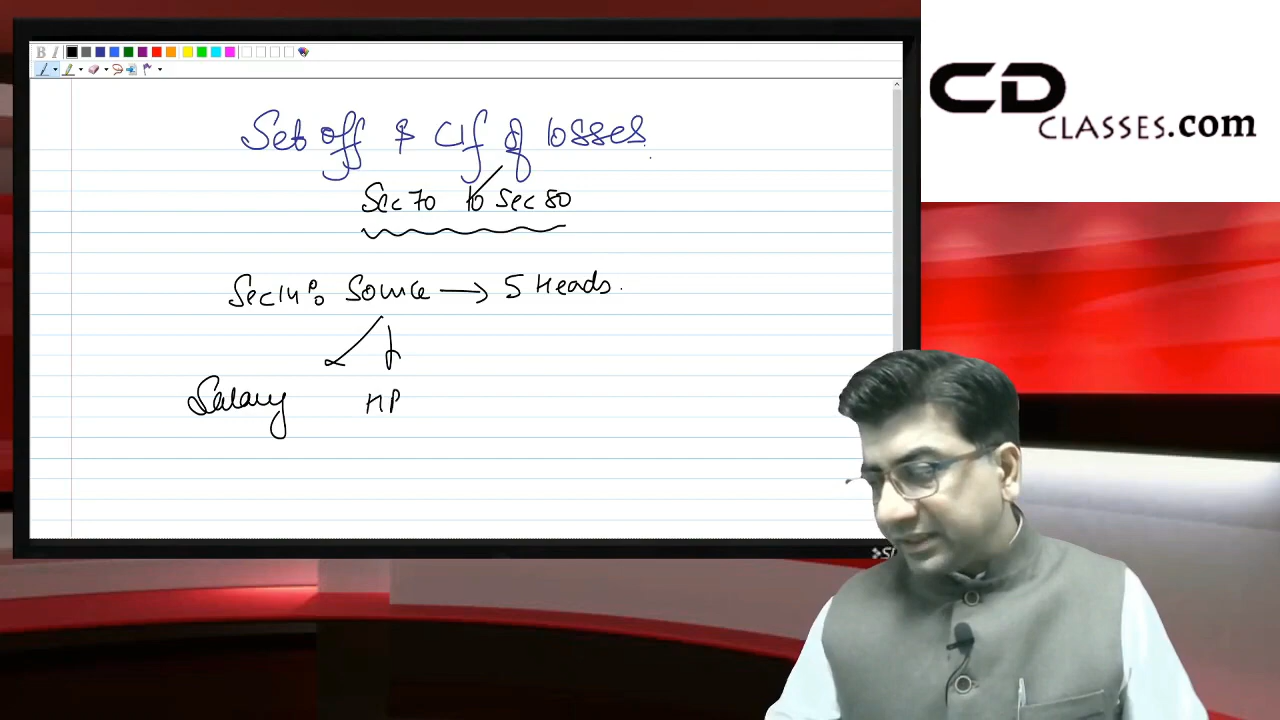 B I
CD
CLASSES.com
Set off & C/f of losses.
Sec 70 to Sec 80
Sec 14 : Source → 5 Heads.
Salary HP